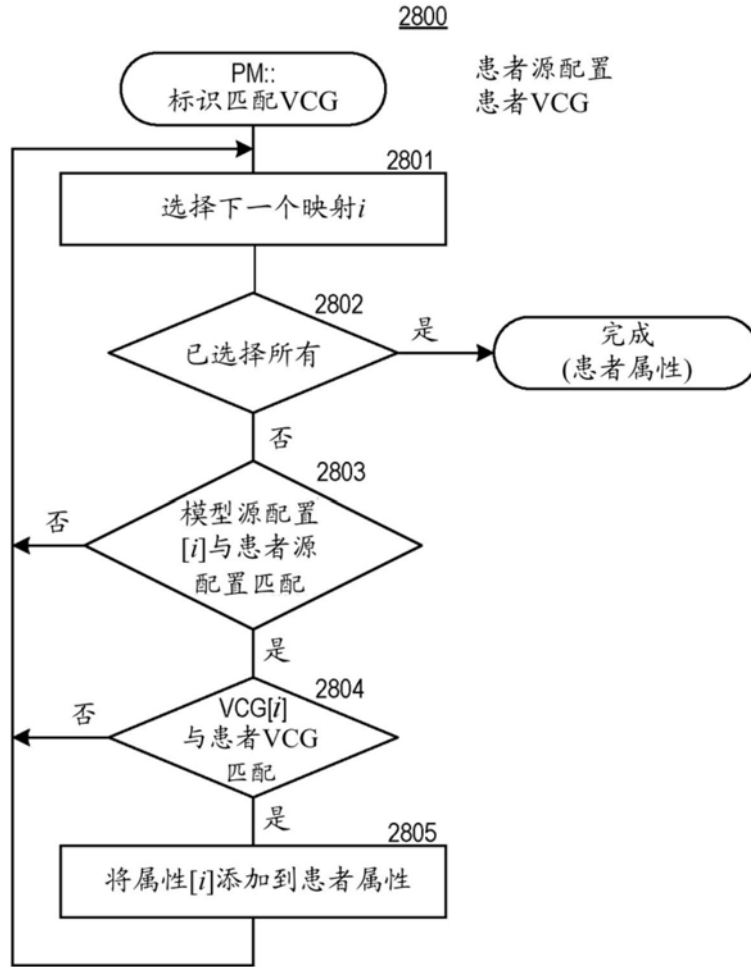 2800
PM::
标识匹配VCG
患者源配置
患者VCG
2801
选择下一个映射i
2802
已选择所有
是
完成
(患者属性)
否
2803
模型源配置
[i]与患者源
配置匹配
否
是
2804
VCG[i]
与患者VCG
匹配
否
是
2805
将属性[i]添加到患者属性